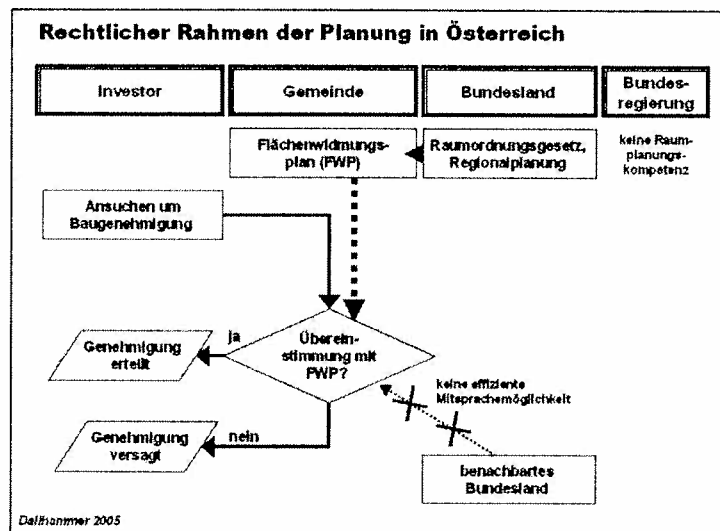 Rechtlicher Rahmen der Planung in Österreich
Investor
Gemeinde
Bundesland
Bundes-
regierung
Flächenwidmungs-
plan (FWP)
Raumordnungsgesetz,
Regionalplanung
keine Raum-
planungs-
kompetenz
Ansuchen um
Baugenehmigung
Überein-
stimmung mit
FWP?
ja
Genehmigung
erteilt
keine effiziente
Mitsprachemöglichkeit
nein
Genehmigung
versagt
benachbartes
Bundesland
Dallhammer 2005